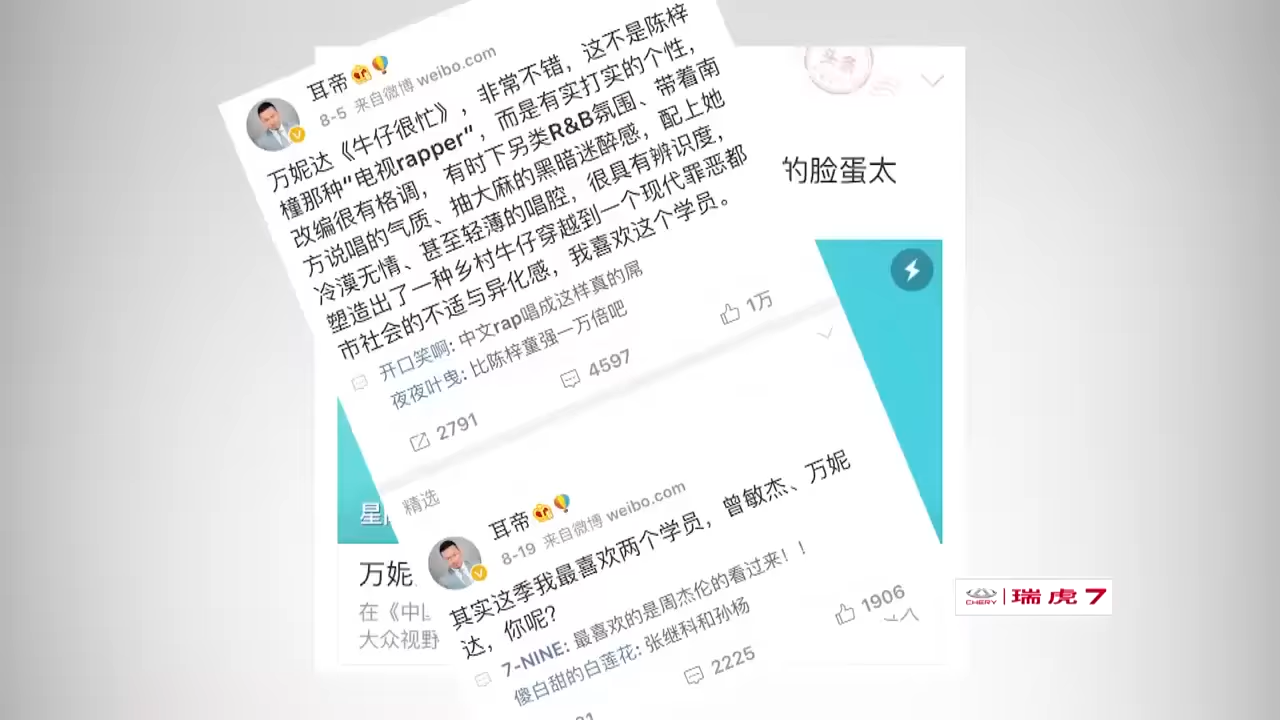 耳帝
8-5 来自微博 weibo.com
万妮达《牛仔很忙》，非常不错，这不是陈梓
橦那种“电视rapper”，而是有实打实的个性，
改编很有格调，有时下另类R&B氛围、带着南
方说唱的气质、抽大麻的黑暗迷醉感，配上她
冷漠无情、甚至轻薄的唱腔，很具有辨识度，
塑造出了一种乡村牛仔穿越到一个现代罪恶都
市社会的不适与异化感，我喜欢这个学员。
开口笑啊: 中文rap唱成这样真的屌
夜夜叶曳: 比陈梓童强一万倍吧
2791
4597
1万
精选
耳帝
8-19 来自微博 weibo.com
其实这季我最喜欢两个学员，曾敏杰、万妮
达，你呢？
7-NINE: 最喜欢的是周杰伦的看过来！！
傻白甜的白莲花: 张继科和孙杨
2225
1906
的脸蛋太
星
万妮
在《中
大众视野
CHERY 瑞虎7